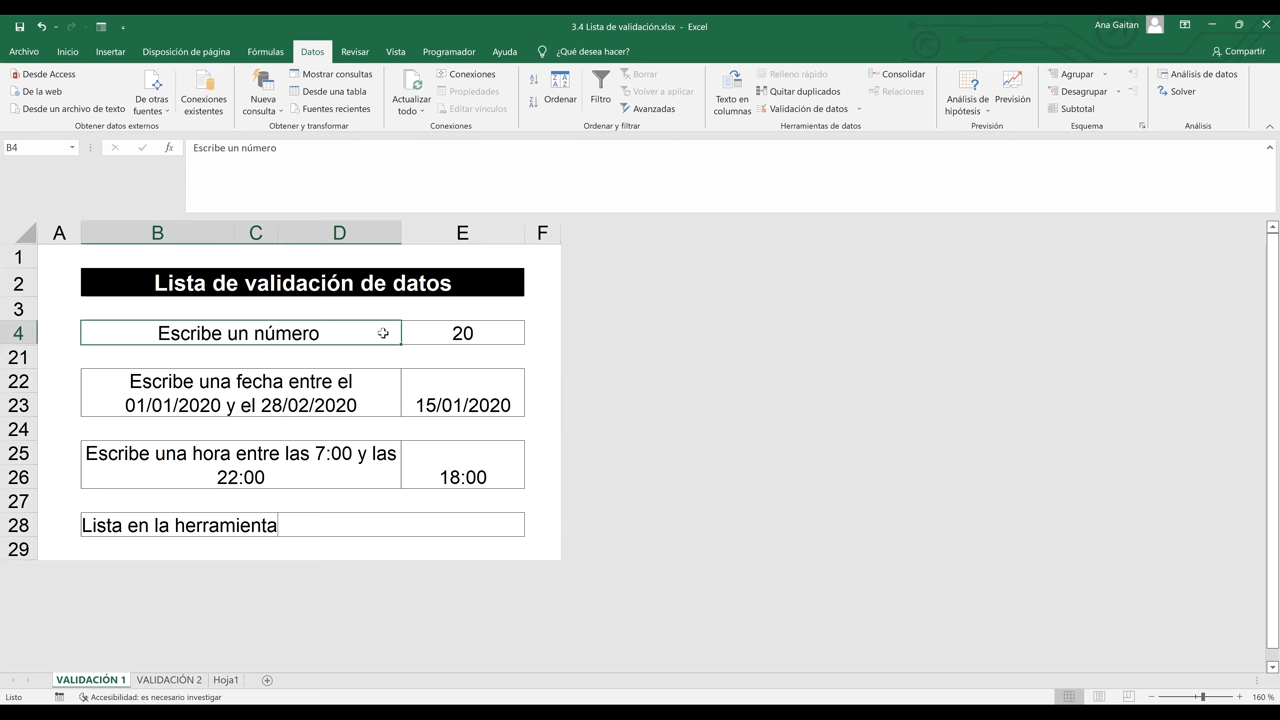 3.4 Lista de validación.xlsx - Excel
Ana Gaitan
Archivo Inicio Insertar Disposición de página Fórmulas Datos Revisar Vista Programador Ayuda ¿Qué desea hacer? Compartir
Desde Access
De la web
Desde un archivo de texto
De otras
fuentes
Conexiones
existentes
Obtener datos externos
Nueva
consulta
Mostrar consultas
Desde una tabla
Fuentes recientes
Obtener y transformar
Actualizar
todo
Conexiones
Propiedades
Editar vínculos
Conexiones
Ordenar
Filtro
Borrar
Volver a aplicar
Avanzadas
Ordenar y filtrar
Texto en
columnas
Relleno rápido
Quitar duplicados
Validación de datos
Consolidar
Relaciones
Herramientas de datos
Análisis de
hipótesis
Previsión
Previsión
Agrupar
Desagrupar
Subtotal
Esquema
Análisis de datos
Solver
Análisis
B4
fx
Escribe un número
A B C D E F
1
2 Lista de validación de datos
3
4 Escribe un número 20
21
22 Escribe una fecha entre el
23 01/01/2020 y el 28/02/2020 15/01/2020
24
25 Escribe una hora entre las 7:00 y las
26 22:00 18:00
27
28 Lista en la herramienta
29
VALIDACIÓN 1 VALIDACIÓN 2 Hoja1
Listo Accesibilidad: es necesario investigar 160 %